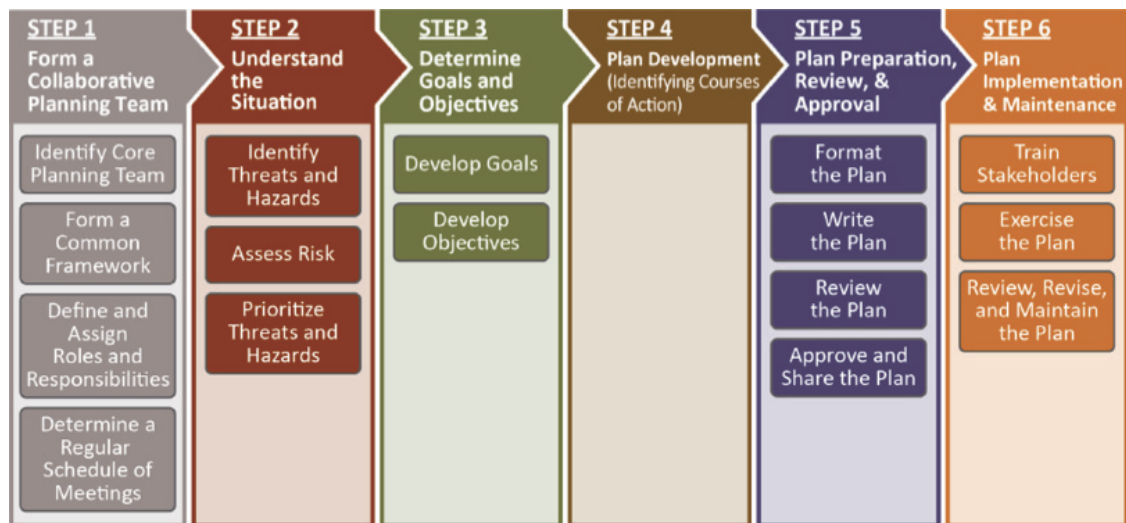 STEP 1
Form a
Collaborative
Planning Team
Identify Core
Planning Team
Form a
Common
Framework
Define and
Assign
Roles and
Responsibilities
Determine a
Regular
Schedule of
Meetings
STEP 2
Understand
the
Situation
Identify
Threats and
Hazards
Assess Risk
Prioritize
Threats and
Hazards
STEP 3
Determine
Goals and
Objectives
Develop Goals
Develop
Objectives
STEP 4
Plan Development
(Identifying Courses
of Action)
STEP 5
Plan Preparation,
Review, &
Approval
Format
the Plan
Write
the Plan
Review
the Plan
Approve and
Share the Plan
STEP 6
Plan
Implementation
& Maintenance
Train
Stakeholders
Exercise
the Plan
Review, Revise,
and Maintain
the Plan